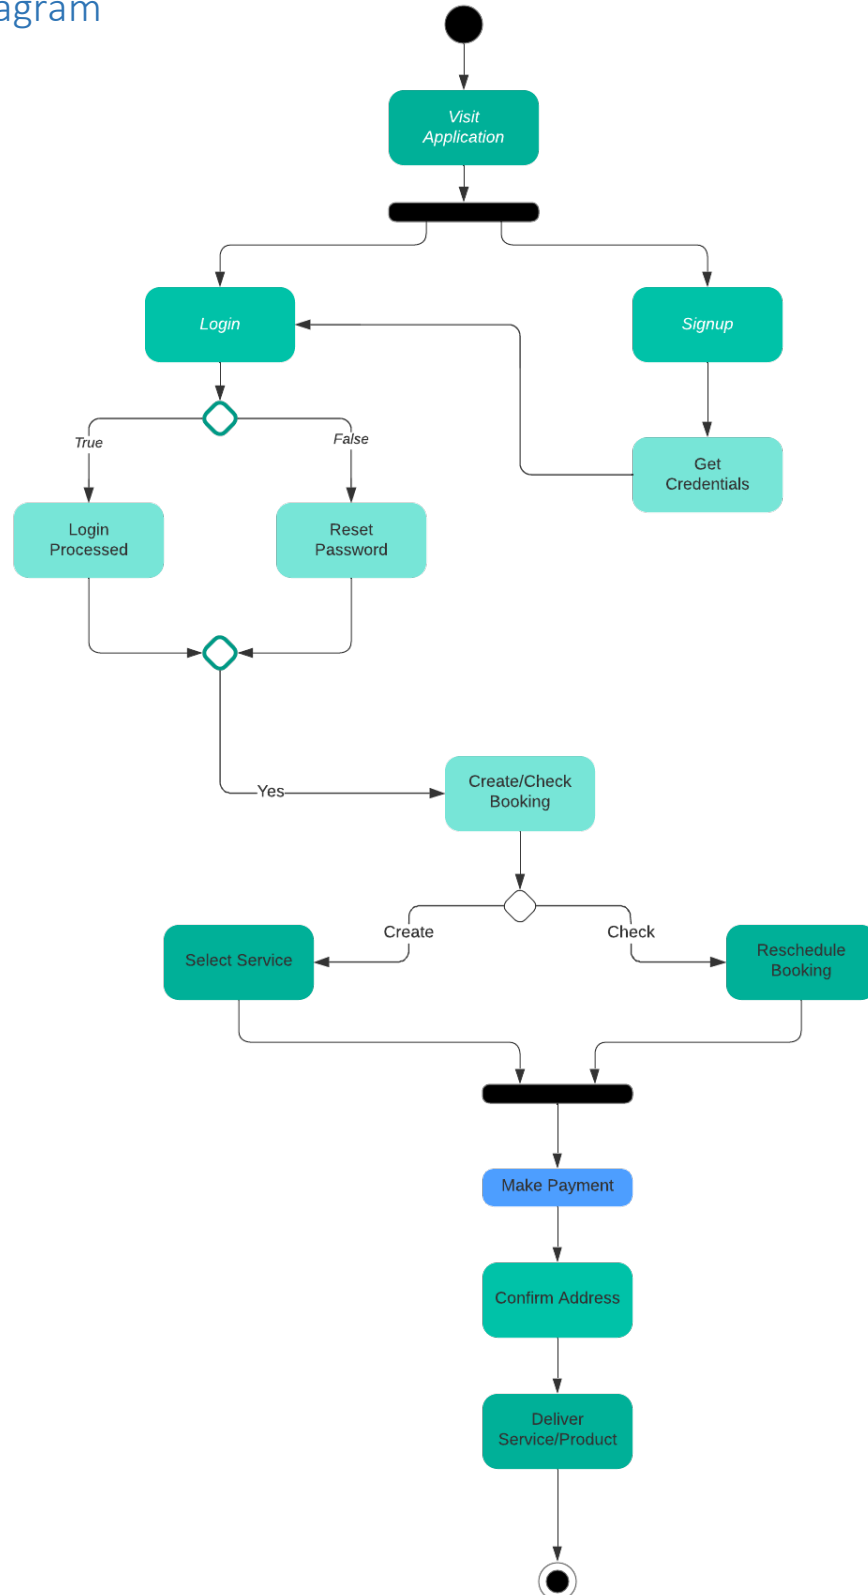 agram
Visit
Application
Login
Signup
True
False
Get
Credentials
Login
Processed
Reset
Password
Yes
Create/Check
Booking
Create
Check
Select Service
Reschedule
Booking
Make Payment
Confirm Address
Deliver
Service/Product